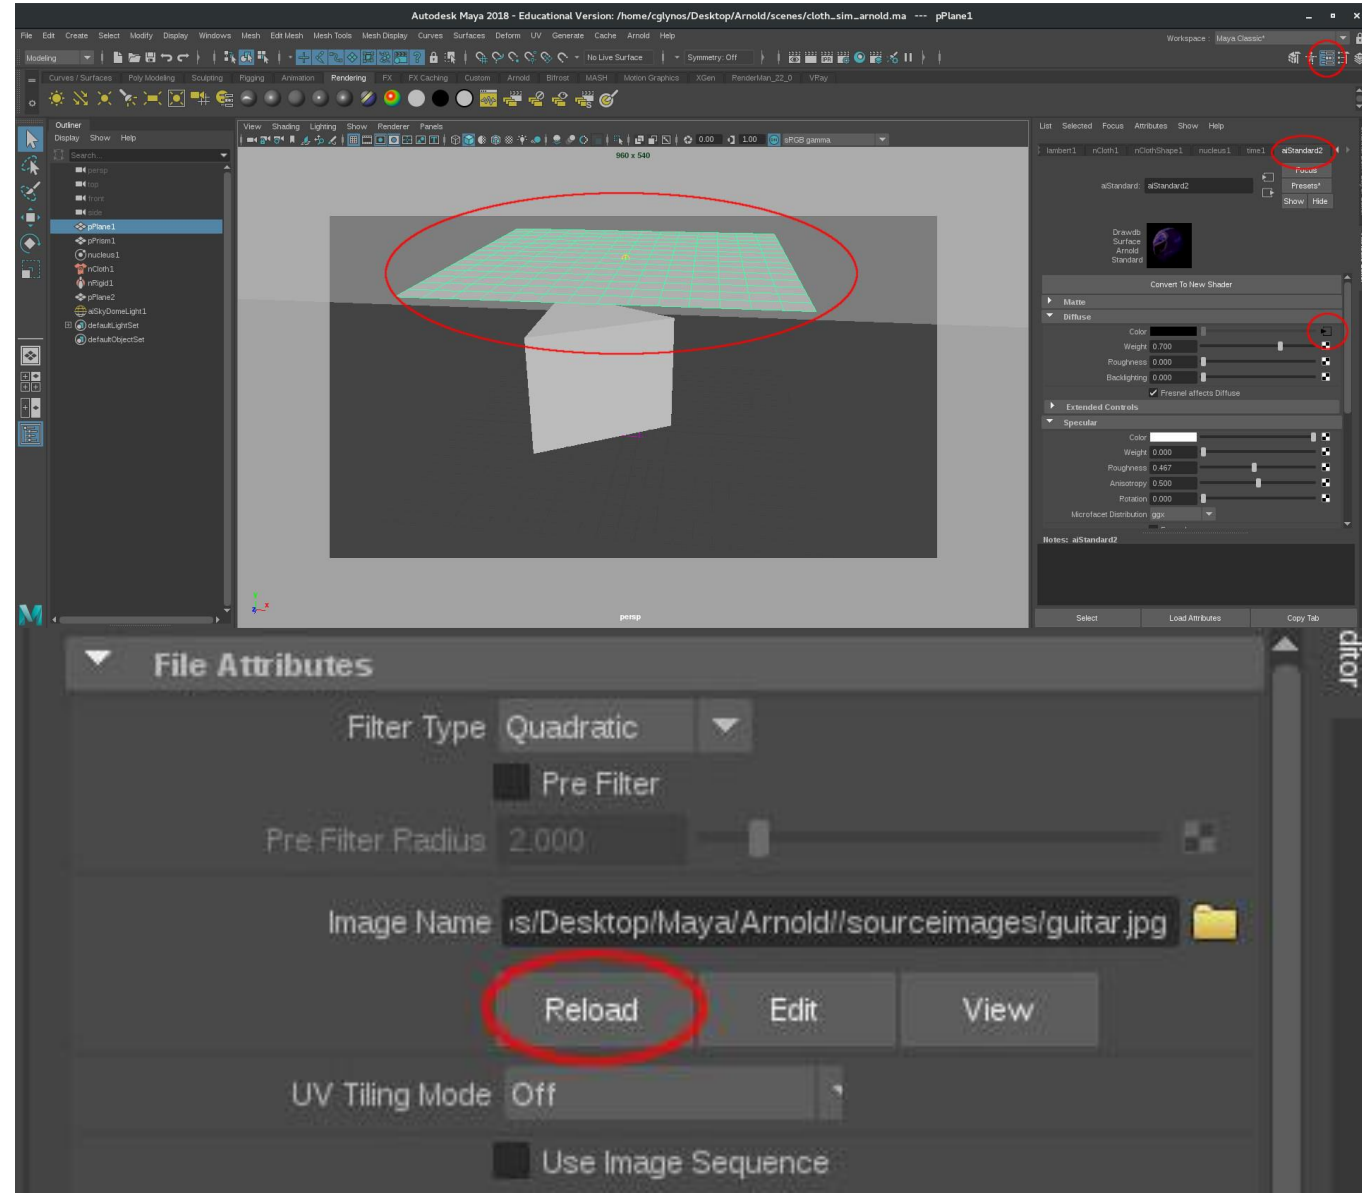 Autodesk Maya 2018 - Educational Version: /home/cglynos/Desktop/Arnold/scenes/cloth_sim_arnold.ma --- pPlane1
File Edit Create Select Modify Display Windows Mesh Edit Mesh Mesh Tools Mesh Display Curves Surfaces Deform UV Generate Cache Arnold Help
Workspace : Maya Classic*
Modeling
No Live Surface
Symmetry: Off
Curves / Surfaces Poly Modeling Sculpting Rigging Animation Rendering FX FX Caching Custom Arnold Bifrost MASH Motion Graphics XGen RenderMan_22_0 VRay
Outliner
Display Show Help
Search...
persp
top
front
side
pPlane1
pPrism1
nucleus1
nCloth1
nRigid1
pPlane2
aiSkyDomeLight1
defaultLightSet
defaultObjectSet
View Shading Lighting Show Renderer Panels
0.00 1.00 sRGB gamma
960 x 540
persp
y
z x
List Selected Focus Attributes Show Help
lambert1 nCloth1 nClothShape1 nucleus1 time1 aiStandard2
aiStandard: aiStandard2
Focus
Presets*
Show Hide
Drawdb
Surface
Arnold
Standard
Convert To New Shader
Matte
Diffuse
Color
Weight 0.700
Roughness 0.000
Backlighting 0.000
Fresnel affects Diffuse
Extended Controls
Specular
Color
Weight 0.000
Roughness 0.467
Anisotropy 0.500
Rotation 0.000
Microfacet Distribution ggx
Notes: aiStandard2
Select Load Attributes Copy Tab
File Attributes
Filter Type Quadratic
Pre Filter
Pre Filter Radius 2.000
Image Name os/Desktop/Maya/Arnold//sourceimages/guitar.jpg
Reload Edit View
UV Tiling Mode Off
Use Image Sequence
ditor